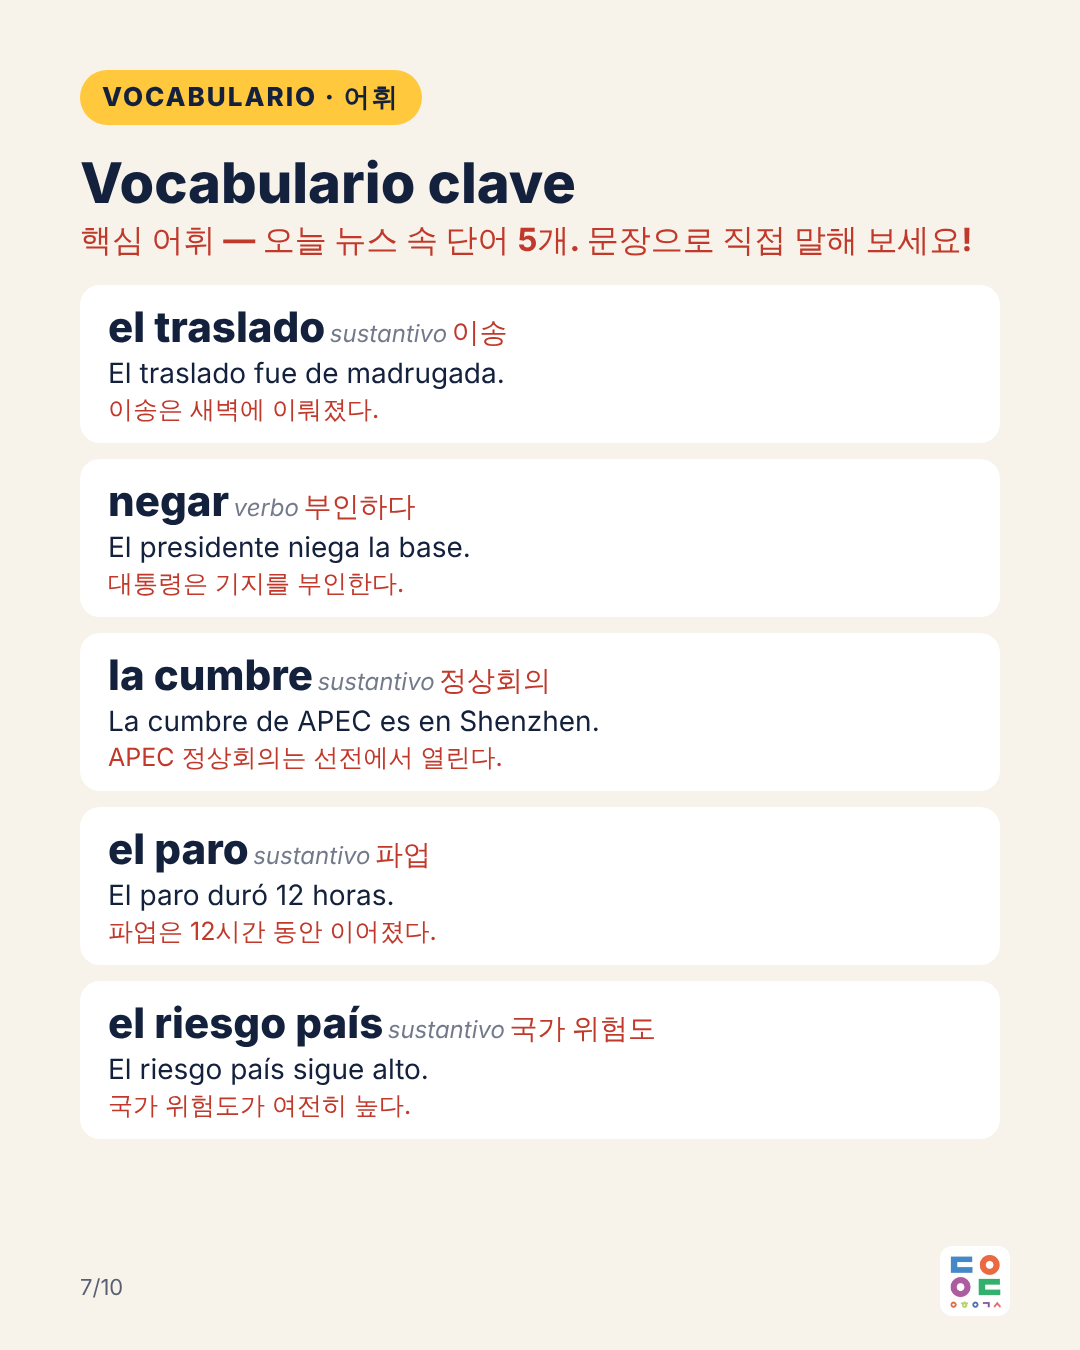 VOCABULARIO · 어휘
Vocabulario clave
핵심 어휘 — 오늘 뉴스 속 단어 5개. 문장으로 직접 말해 보세요!
el traslado sustantivo 이송
El traslado fue de madrugada.
이송은 새벽에 이뤄졌다.
negar verbo 부인하다
El presidente niega la base.
대통령은 기지를 부인한다.
la cumbre sustantivo 정상회의
La cumbre de APEC es en Shenzhen.
APEC 정상회의는 선전에서 열린다.
el paro sustantivo 파업
El paro duró 12 horas.
파업은 12시간 동안 이어졌다.
el riesgo país sustantivo 국가 위험도
El riesgo país sigue alto.
국가 위험도가 여전히 높다.
7/10